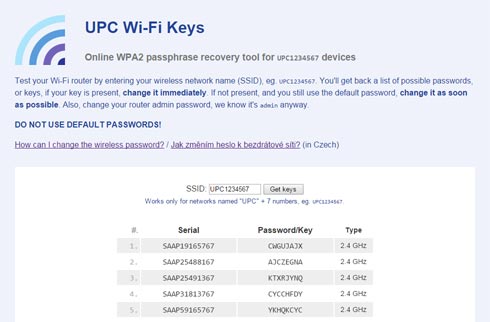 UPC Wi-Fi Keys
Online WPA2 passphrase recovery tool for UPC1234567 devices
Test your Wi-Fi router by entering your wireless network name (SSID), eg. UPC1234567. You'll get back a list of possible passwords,
or keys, if your key is present, change it immediately. If not present, and you still use the default password, change it as soon
as possible. Also, change your router admin password, we know it's admin anyway.
DO NOT USE DEFAULT PASSWORDS!
How can I change the wireless password? / Jak změním heslo k bezdrátové síti? (in Czech)
SSID: UPC1234567 Get keys
Works only for networks named "UPC" + 7 numbers, eg. UPC1234567
#. Serial Password/Key Type
1. SAAP19165767 CWGUJAJX 2.4 GHz
2. SAAP25488167 AJCZEGNA 2.4 GHz
3. SAAP25491367 KTXRJYNQ 2.4 GHz
4. SAAP31813767 CYCCHFDY 2.4 GHz
5. SAAP59165767 YKHQKCYC 2.4 GHz